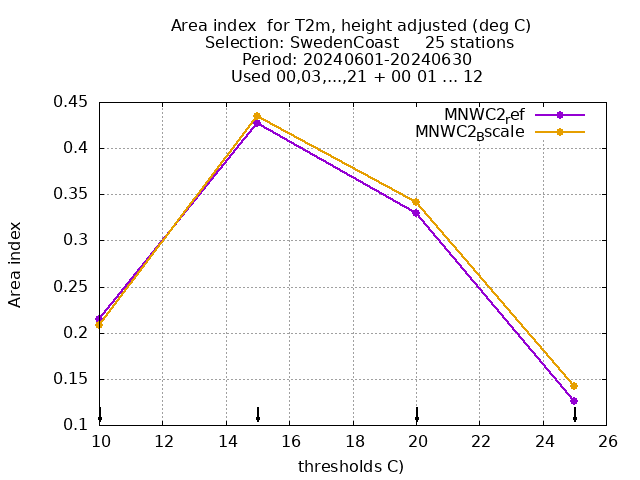 Area index  for T2m, height adjusted (deg C)
Selection: SwedenCoast     25 stations
Period: 20240601-20240630
Used 00,03,...,21 + 00 01 ... 12
MNWC2_ref
MNWC2_Bscale
0.45
0.4
0.35
0.3
0.25
0.2
0.15
0.1
Area index
10 12 14 16 18 20 22 24 26
thresholds C)